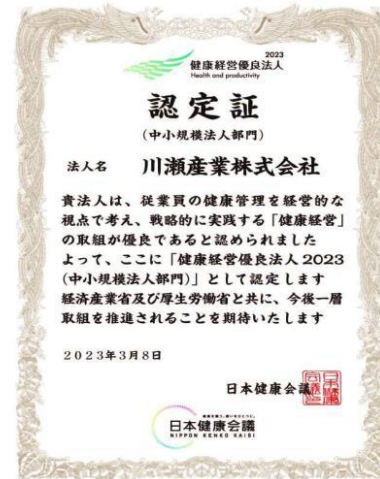 2023
健康経営優良法人
Health and productivity
認定証
(中小規模法人部門)
法人名 川瀬産業株式会社
貴法人は、従業員の健康管理を経営的な
視点で考え、戦略的に実践する「健康経営」
の取組が優良であると認められました
よって、ここに「健康経営優良法人2023
(中小規模法人部門)」として認定します
経済産業省及び厚生労働省と共に、今後一層
取組を推進されることを期待いたします
2023年3月8日
日本健康会議
日本健康会議
NIPPON KENKO KAIGI